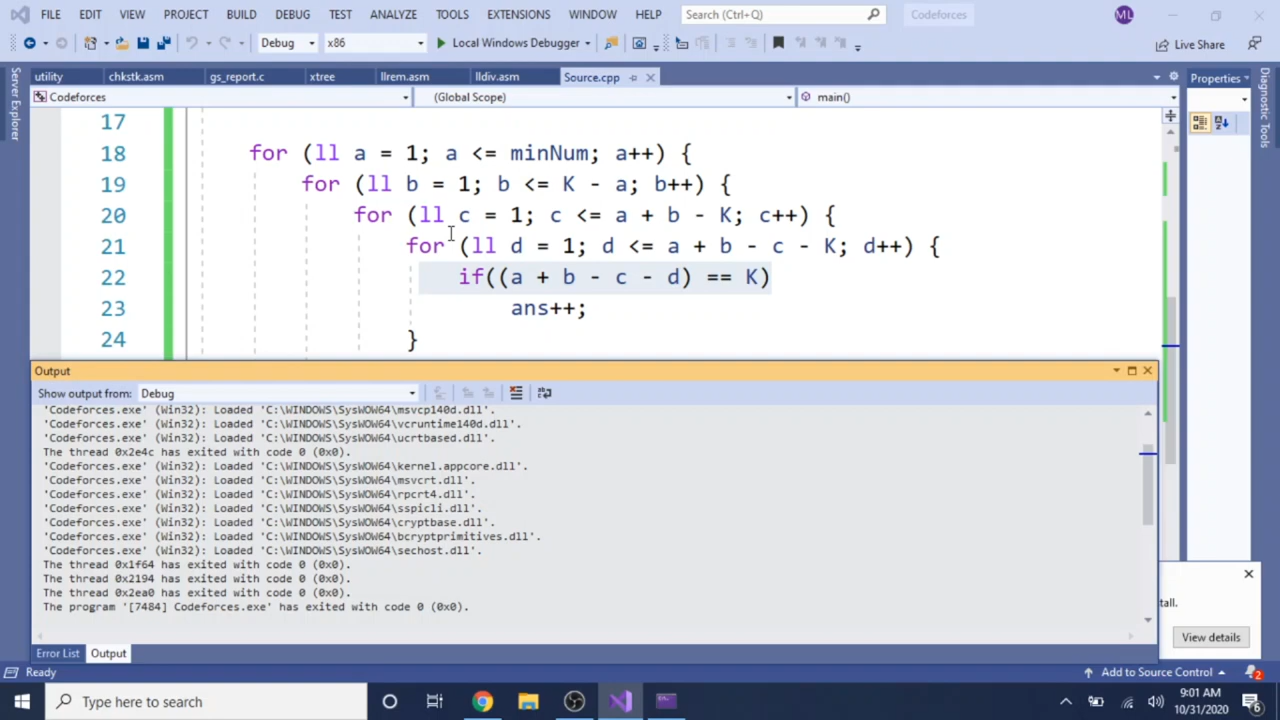 FILE EDIT VIEW PROJECT BUILD DEBUG TEST ANALYZE TOOLS EXTENSIONS WINDOW HELP Search (Ctrl+Q) Codeforces ML
Debug x86 Local Windows Debugger Live Share
utility chkstk.asm gs_report.c xtree llrem.asm lldiv.asm Source.cpp Properties
Server Explorer
Codeforces (Global Scope) main()
Diagnostic Tools
17
18 for (ll a = 1; a <= minNum; a++) {
19 for (ll b = 1; b <= K - a; b++) {
20 for (ll c = 1; c <= a + b - K; c++) {
21 for (ll d = 1; d <= a + b - c - K; d++) {
22 if((a + b - c - d) == K)
23 ans++;
24 }
Output
Show output from: Debug
'Codeforces.exe' (Win32): Loaded 'C:\WINDOWS\SysWOW64\msvcp140d.dll'.
'Codeforces.exe' (Win32): Loaded 'C:\WINDOWS\SysWOW64\vcruntime140d.dll'.
'Codeforces.exe' (Win32): Loaded 'C:\WINDOWS\SysWOW64\ucrtbased.dll'.
The thread 0x2e4c has exited with code 0 (0x0).
'Codeforces.exe' (Win32): Loaded 'C:\WINDOWS\SysWOW64\kernel.appcore.dll'.
'Codeforces.exe' (Win32): Loaded 'C:\WINDOWS\SysWOW64\msvcrt.dll'.
'Codeforces.exe' (Win32): Loaded 'C:\WINDOWS\SysWOW64\rpcrt4.dll'.
'Codeforces.exe' (Win32): Loaded 'C:\WINDOWS\SysWOW64\sspicli.dll'.
'Codeforces.exe' (Win32): Loaded 'C:\WINDOWS\SysWOW64\cryptbase.dll'.
'Codeforces.exe' (Win32): Loaded 'C:\WINDOWS\SysWOW64\bcryptprimitives.dll'.
'Codeforces.exe' (Win32): Loaded 'C:\WINDOWS\SysWOW64\sechost.dll'.
The thread 0x1f64 has exited with code 0 (0x0).
The thread 0x2194 has exited with code 0 (0x0).
The thread 0x2ea0 has exited with code 0 (0x0).
The program '[7484] Codeforces.exe' has exited with code 0 (0x0).
tall.
View details
Error List Output
Ready Add to Source Control 2
Type here to search 9:01 AM
10/31/2020 6